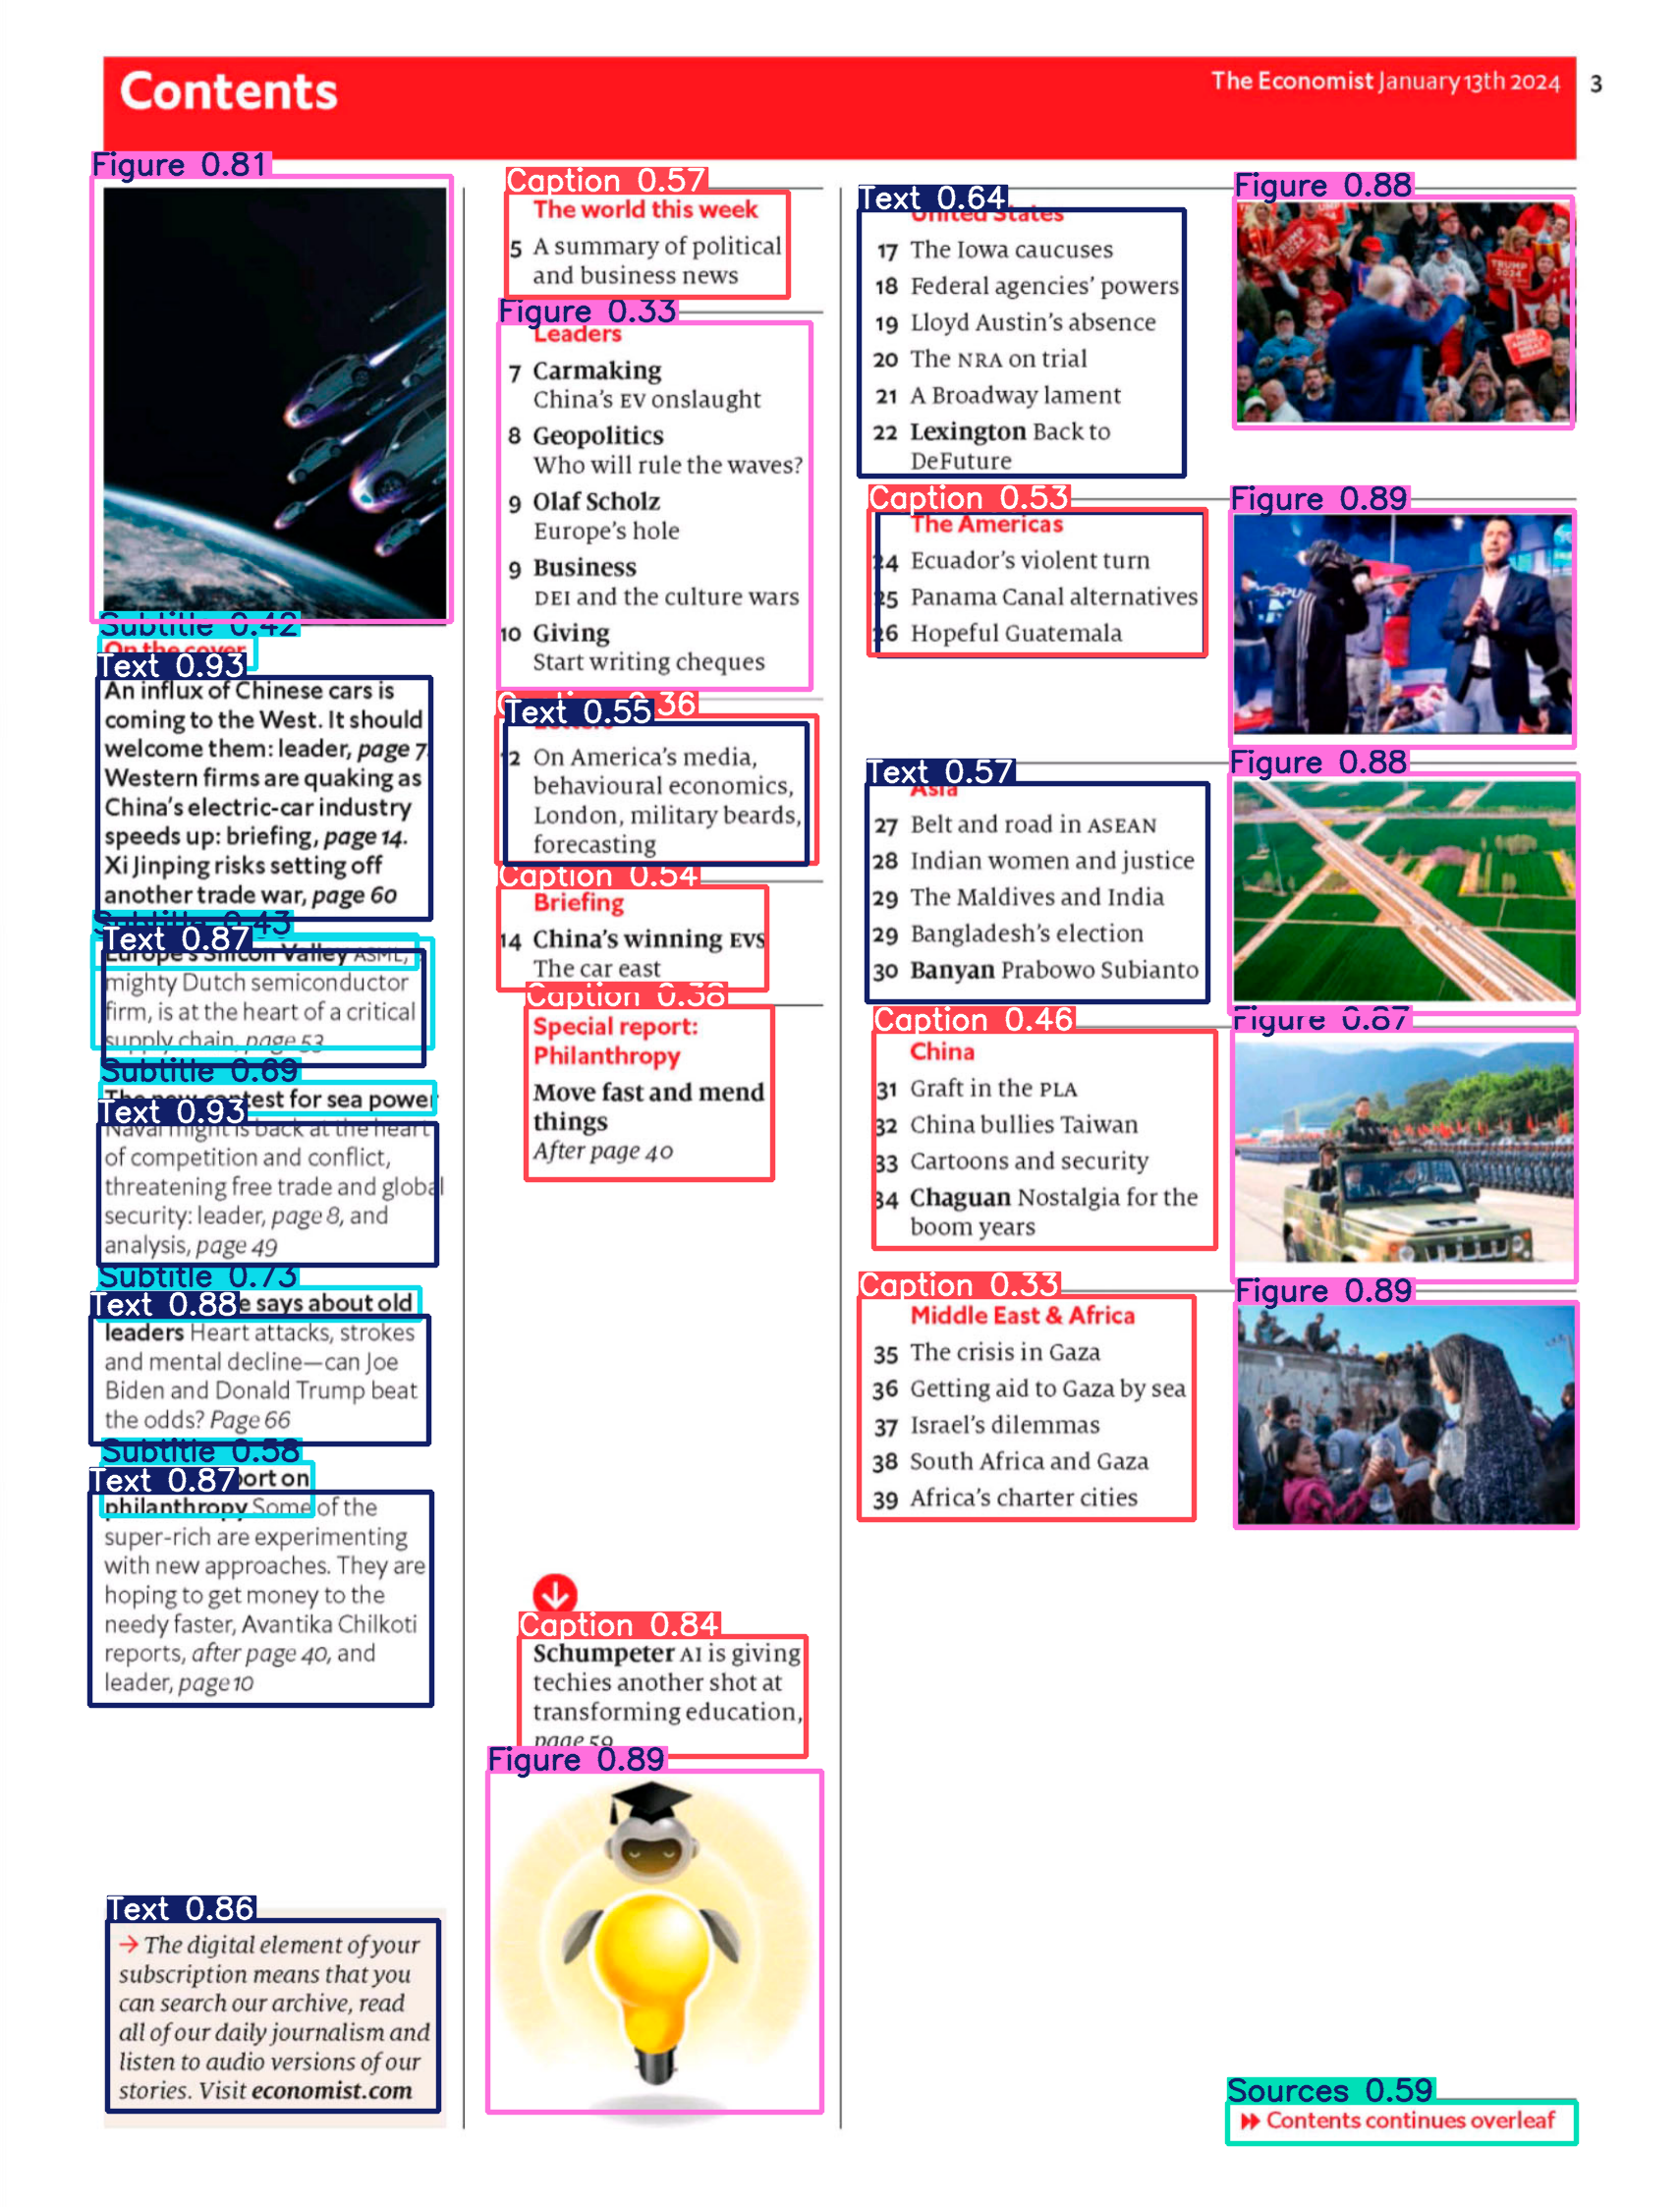 Contents
The Economist January 13th 2024 3
Figure 0.81
Subtitle 0.42
On the cover
Text 0.93
An influx of Chinese cars is
coming to the West. It should
welcome them: leader, page 7
Western firms are quaking as
China's electric-car industry
speeds up: briefing, page 14.
Xi Jinping risks setting off
another trade war, page 60
Subtitle 0.43
Text 0.87
Europe's Silicon Valley ASML,
mighty Dutch semiconductor
firm, is at the heart of a critical
supply chain, page 53
Subtitle 0.69
The new contest for sea power
Text 0.93
Naval might is back at the heart
of competition and conflict,
threatening free trade and global
security: leader, page 8, and
analysis, page 49
Subtitle 0.73
Text 0.88 e says about old
leaders Heart attacks, strokes
and mental decline—can Joe
Biden and Donald Trump beat
the odds? Page 66
Subtitle 0.58
Text 0.87 ort on
philanthropy Some of the
super-rich are experimenting
with new approaches. They are
hoping to get money to the
needy faster, Avantika Chilkoti
reports, after page 40, and
leader, page 10
Text 0.86
→ The digital element of your
subscription means that you
can search our archive, read
all of our daily journalism and
listen to audio versions of our
stories. Visit economist.com
Caption 0.57
The world this week
5 A summary of political
and business news
Figure 0.33
Leaders
7 Carmaking
China's EV onslaught
8 Geopolitics
Who will rule the waves?
9 Olaf Scholz
Europe's hole
9 Business
DEI and the culture wars
10 Giving
Start writing cheques
36
Text 0.55
Letters
12 On America's media,
behavioural economics,
London, military beards,
forecasting
Caption 0.54
Briefing
14 China's winning EVS
The car east
Caption 0.38
Special report:
Philanthropy
Move fast and mend
things
After page 40
Caption 0.84
Schumpeter AI is giving
techies another shot at
transforming education,
page 59
Figure 0.89
Text 0.64
United States
17 The Iowa caucuses
18 Federal agencies' powers
19 Lloyd Austin's absence
20 The NRA on trial
21 A Broadway lament
22 Lexington Back to
DeFuture
Figure 0.88
TRUMP
2024
Caption 0.53
The Americas
24 Ecuador's violent turn
25 Panama Canal alternatives
26 Hopeful Guatemala
Figure 0.89
Text 0.57
Asia
27 Belt and road in ASEAN
28 Indian women and justice
29 The Maldives and India
29 Bangladesh's election
30 Banyan Prabowo Subianto
Figure 0.88
Caption 0.46
China
31 Graft in the PLA
32 China bullies Taiwan
33 Cartoons and security
34 Chaguan Nostalgia for the
boom years
Figure 0.87
Caption 0.33
Middle East & Africa
35 The crisis in Gaza
36 Getting aid to Gaza by sea
37 Israel's dilemmas
38 South Africa and Gaza
39 Africa's charter cities
Figure 0.89
Sources 0.59
Contents continues overleaf